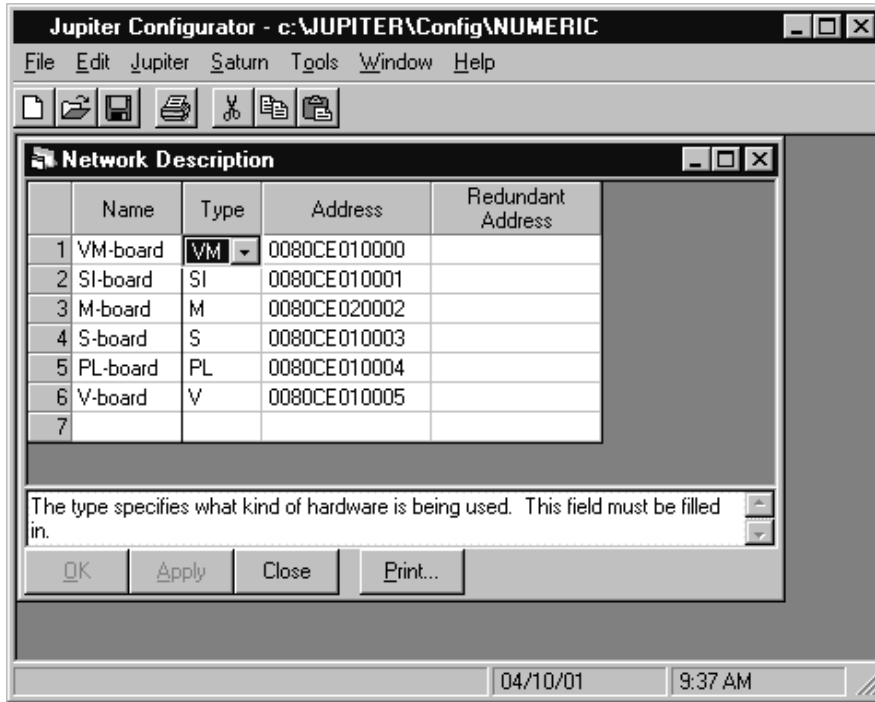 Jupiter Configurator - c:\JUPITER\Config\NUMERIC
File Edit Jupiter Saturn Tools Window Help
Network Description
Name Type Address Redundant Address
1 VM-board VM 0080CE010000
2 SI-board SI 0080CE010001
3 M-board M 0080CE020002
4 S-board S 0080CE010003
5 PL-board PL 0080CE010004
6 V-board V 0080CE010005
7
The type specifies what kind of hardware is being used. This field must be filled
in.
OK Apply Close Print...
04/10/01 9:37 AM